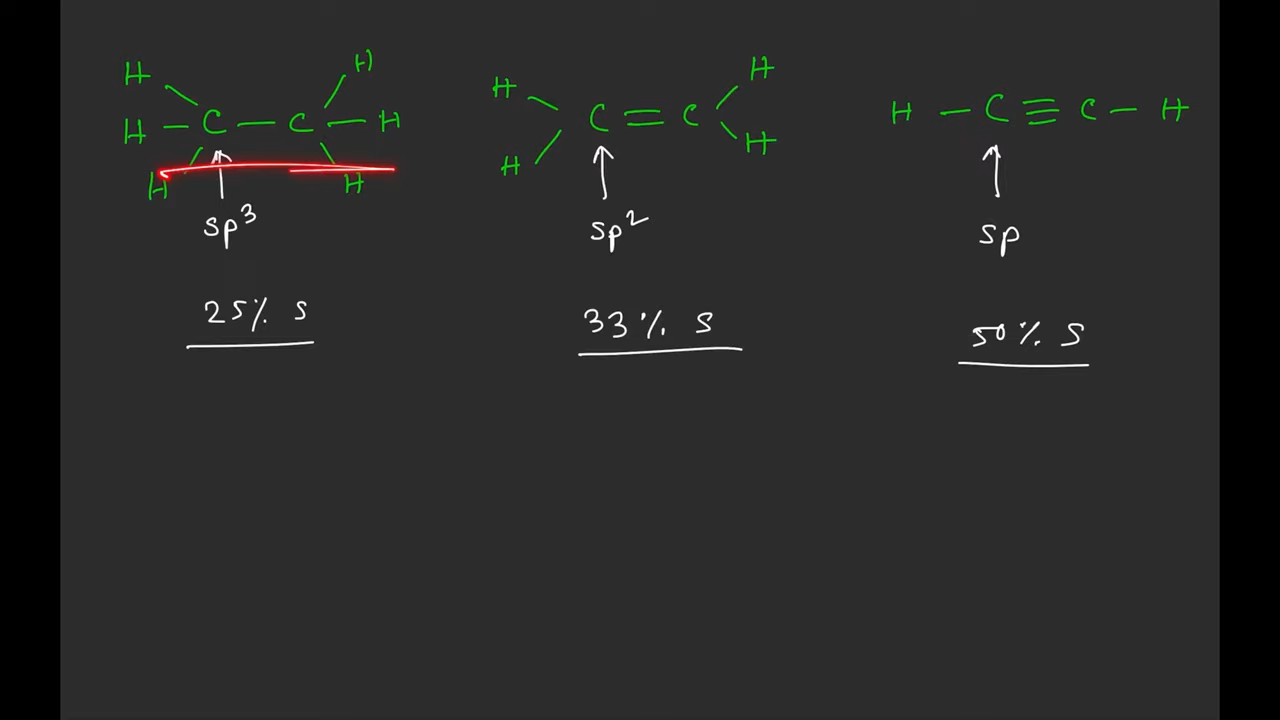 H H H H
H – C – C – H C = C H – C ≡ C – H
H H H H
sp³ sp² sp
25% s 33% s 50% s